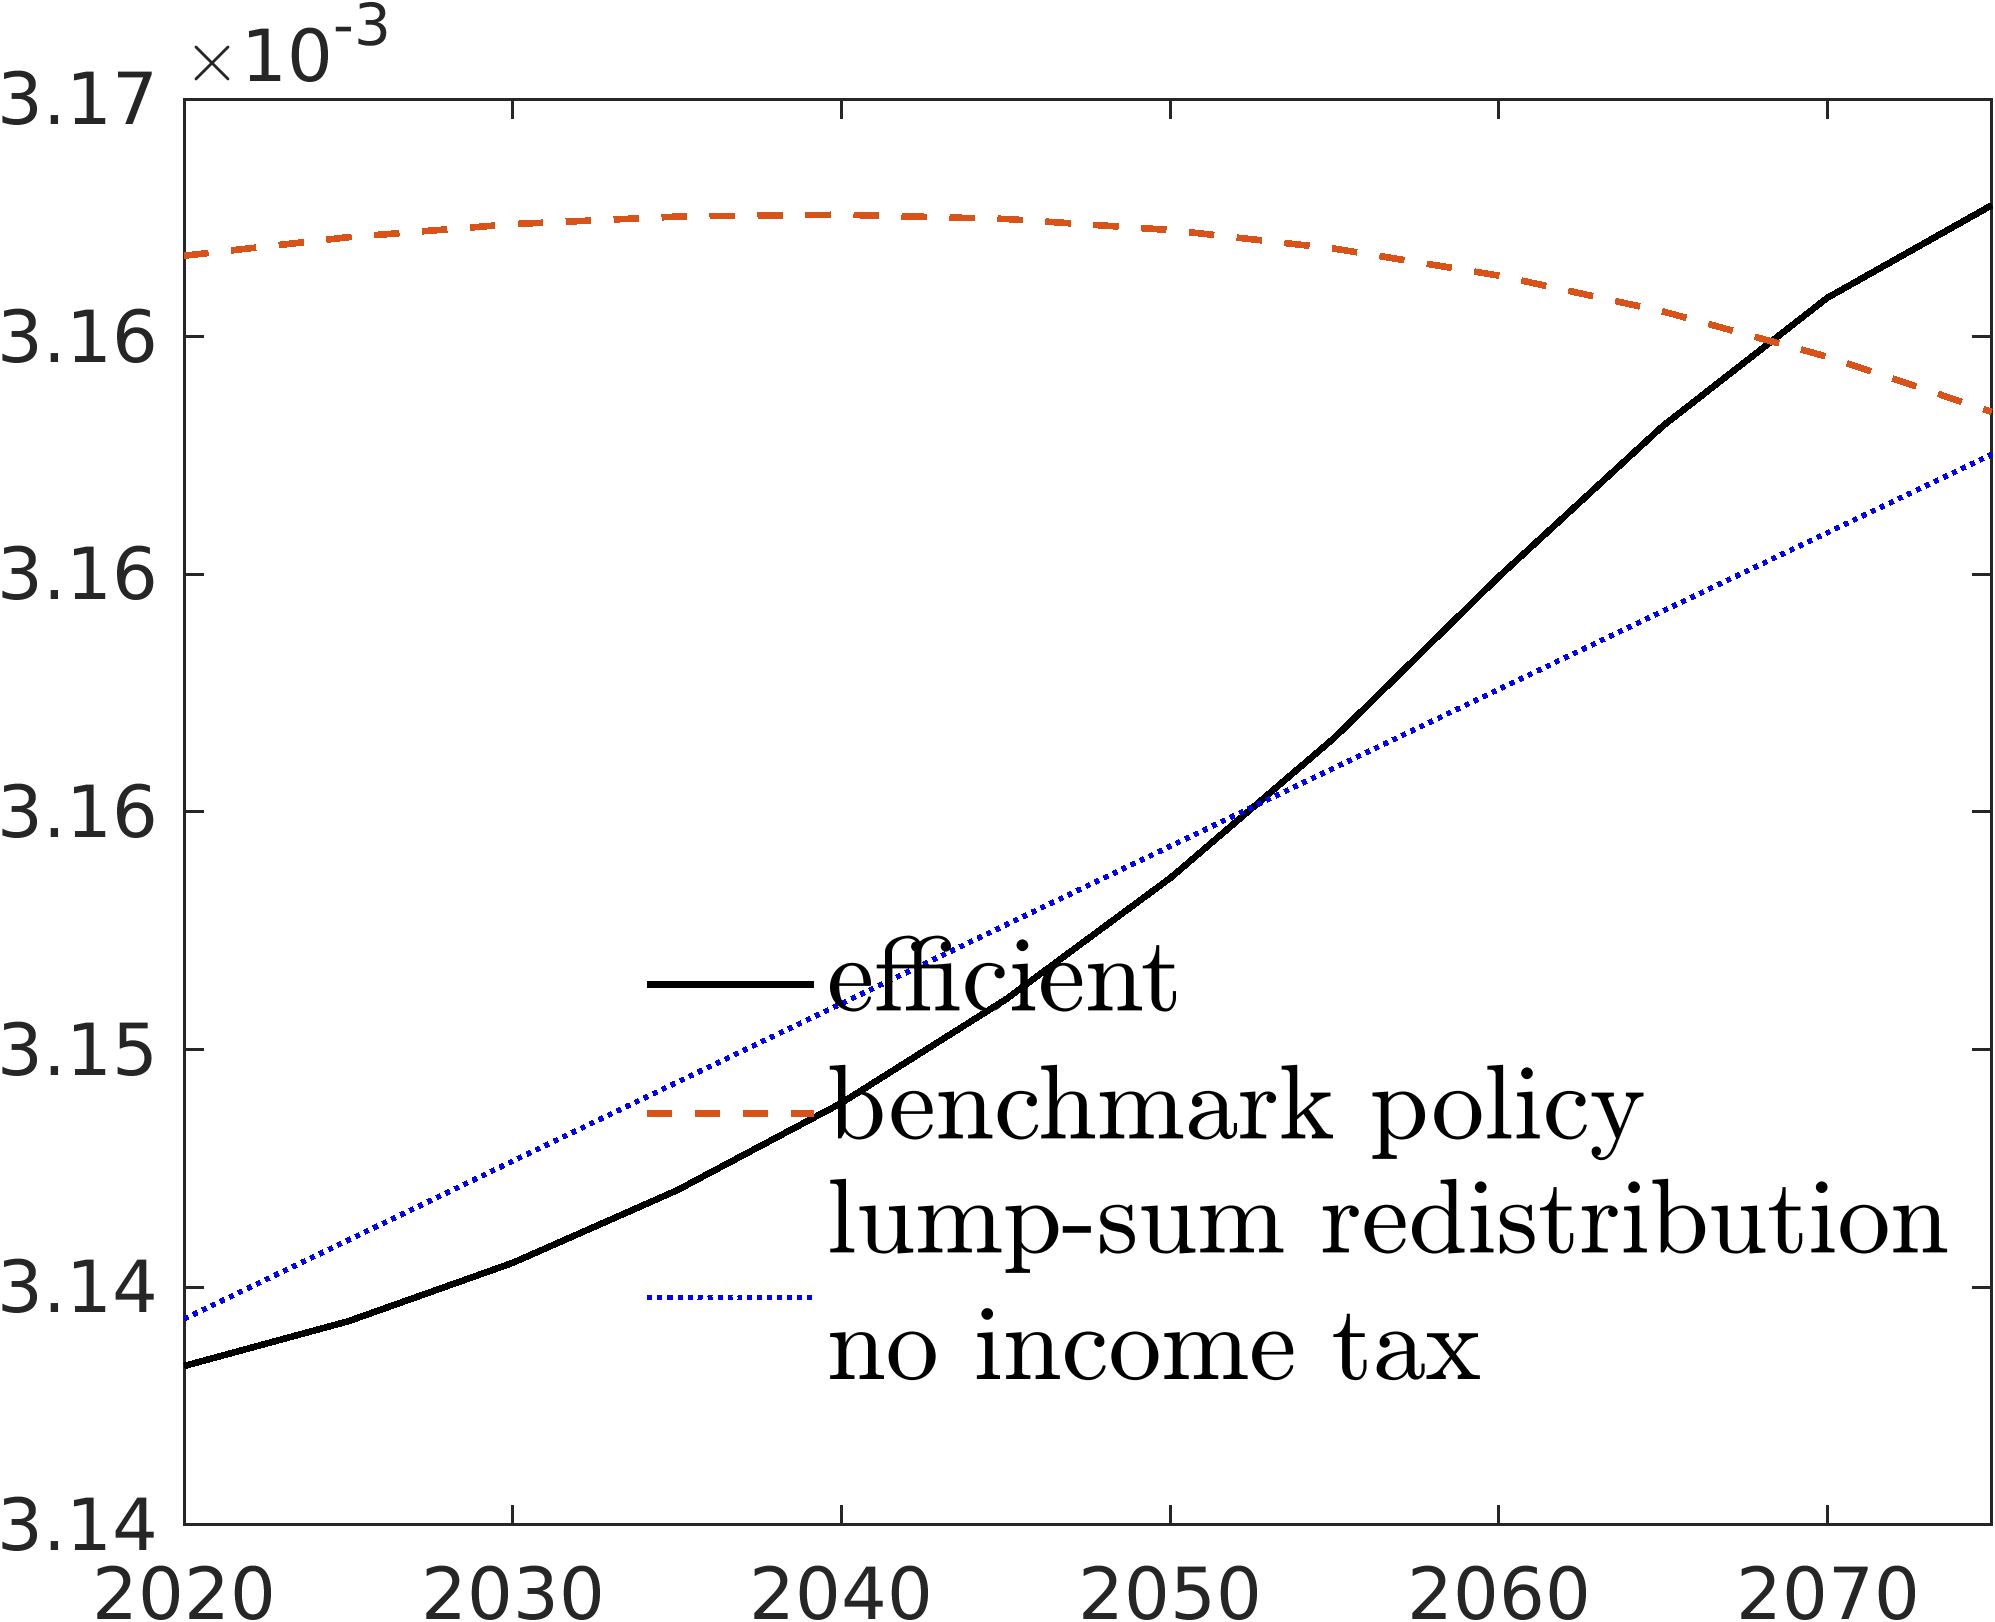 ×10-3
3.17
3.16
3.16
3.16
3.15
3.14
3.14
efficient
benchmark policy
lump-sum redistribution
no income tax
2020 2030 2040 2050 2060 2070